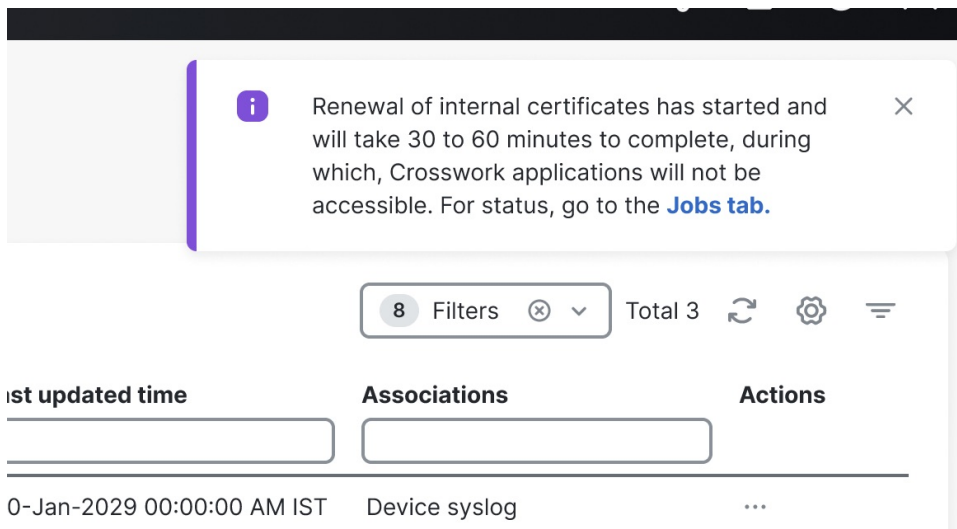 Renewal of internal certificates has started and
will take 30 to 60 minutes to complete, during
which, Crosswork applications will not be
accessible. For status, go to the Jobs tab.
8 Filters Total 3
updated time Associations Actions
0-Jan-2029 00:00:00 AM IST Device syslog ...